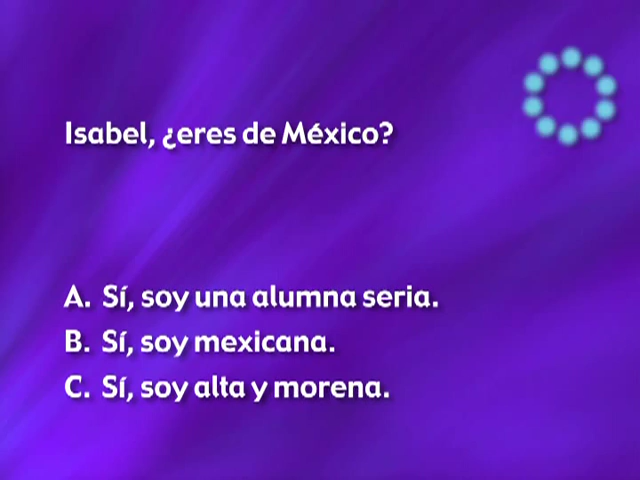 Isabel, ¿eres de México?
A. Sí, soy una alumna seria.
B. Sí, soy mexicana.
C. Sí, soy alta y morena.